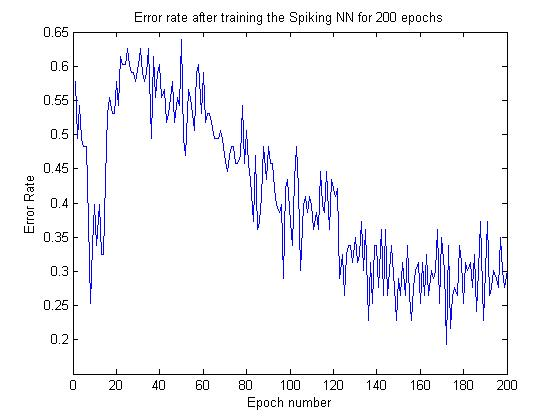 Error rate after training the Spiking NN for 200 epochs
0.65
0.6
0.55
0.5
0.45
0.4
0.35
0.3
0.25
0.2
Error Rate
0 20 40 60 80 100 120 140 160 180 200
Epoch number